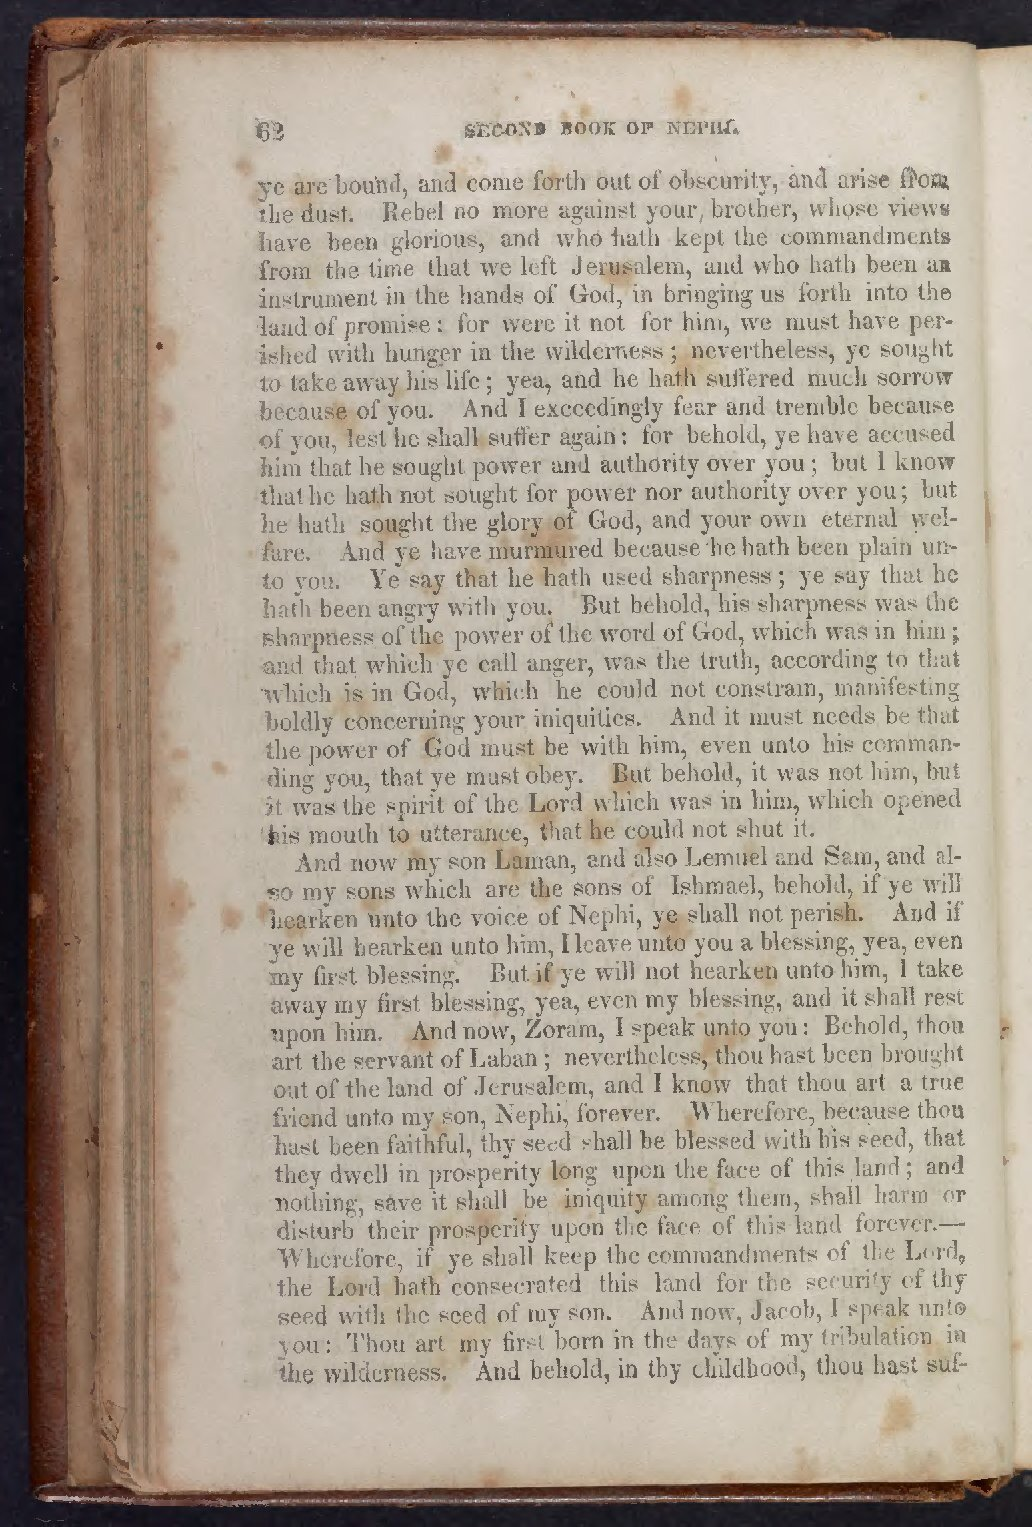 62 SECOND BOOK OF NEPHI.
ye are bound, and come forth out of obscurity, and arise from
the dust. Rebel no more against your brother, whose views
have been glorious, and who hath kept the commandments
from the time that we left Jerusalem, and who hath been an
instrument in the hands of God, in bringing us forth into the
land of promise: for were it not for him, we must have per-
ished with hunger in the wilderness; nevertheless, ye sought
to take away his life; yea, and he hath suffered much sorrow
because of you. And I exceedingly fear and tremble because
of you, lest he shall suffer again: for behold, ye have accused
him that he sought power and authority over you; but I know
that he hath not sought for power nor authority over you; but
he hath sought the glory of God, and your own eternal wel-
fare. And ye have murmured because he hath been plain un-
to you. Ye say that he hath used sharpness; ye say that he
hath been angry with you. But behold, his sharpness was the
sharpness of the power of the word of God, which was in him;
and that which ye call anger, was the truth, according to that
which is in God, which he could not constrain, manifesting
boldly concerning your iniquities. And it must needs be that
the power of God must be with him, even unto his comman-
ding you, that ye must obey. But behold, it was not him, but
it was the spirit of the Lord which was in him, which opened
his mouth to utterance, that he could not shut it.
And now my son Laman, and also Lemuel and Sam, and al-
so my sons which are the sons of Ishmael, behold, if ye will
hearken unto the voice of Nephi, ye shall not perish. And if
ye will hearken unto him, I leave unto you a blessing, yea, even
my first blessing. But if ye will not hearken unto him, I take
away my first blessing, yea, even my blessing, and it shall rest
upon him. And now, Zoram, I speak unto you: Behold, thou
art the servant of Laban; nevertheless, thou hast been brought
out of the land of Jerusalem, and I know that thou art a true
friend unto my son, Nephi, forever. Wherefore, because thou
hast been faithful, thy seed shall be blessed with his seed, that
they dwell in prosperity long upon the face of this land; and
nothing, save it shall be iniquity among them, shall harm or
disturb their prosperity upon the face of this land forever.—
Wherefore, if ye shall keep the commandments of the Lord,
the Lord hath consecrated this land for the security of thy
seed with the seed of my son. And now, Jacob, I speak unto
you: Thou art my first born in the days of my tribulation in
the wilderness. And behold, in thy childhood, thou hast suf-